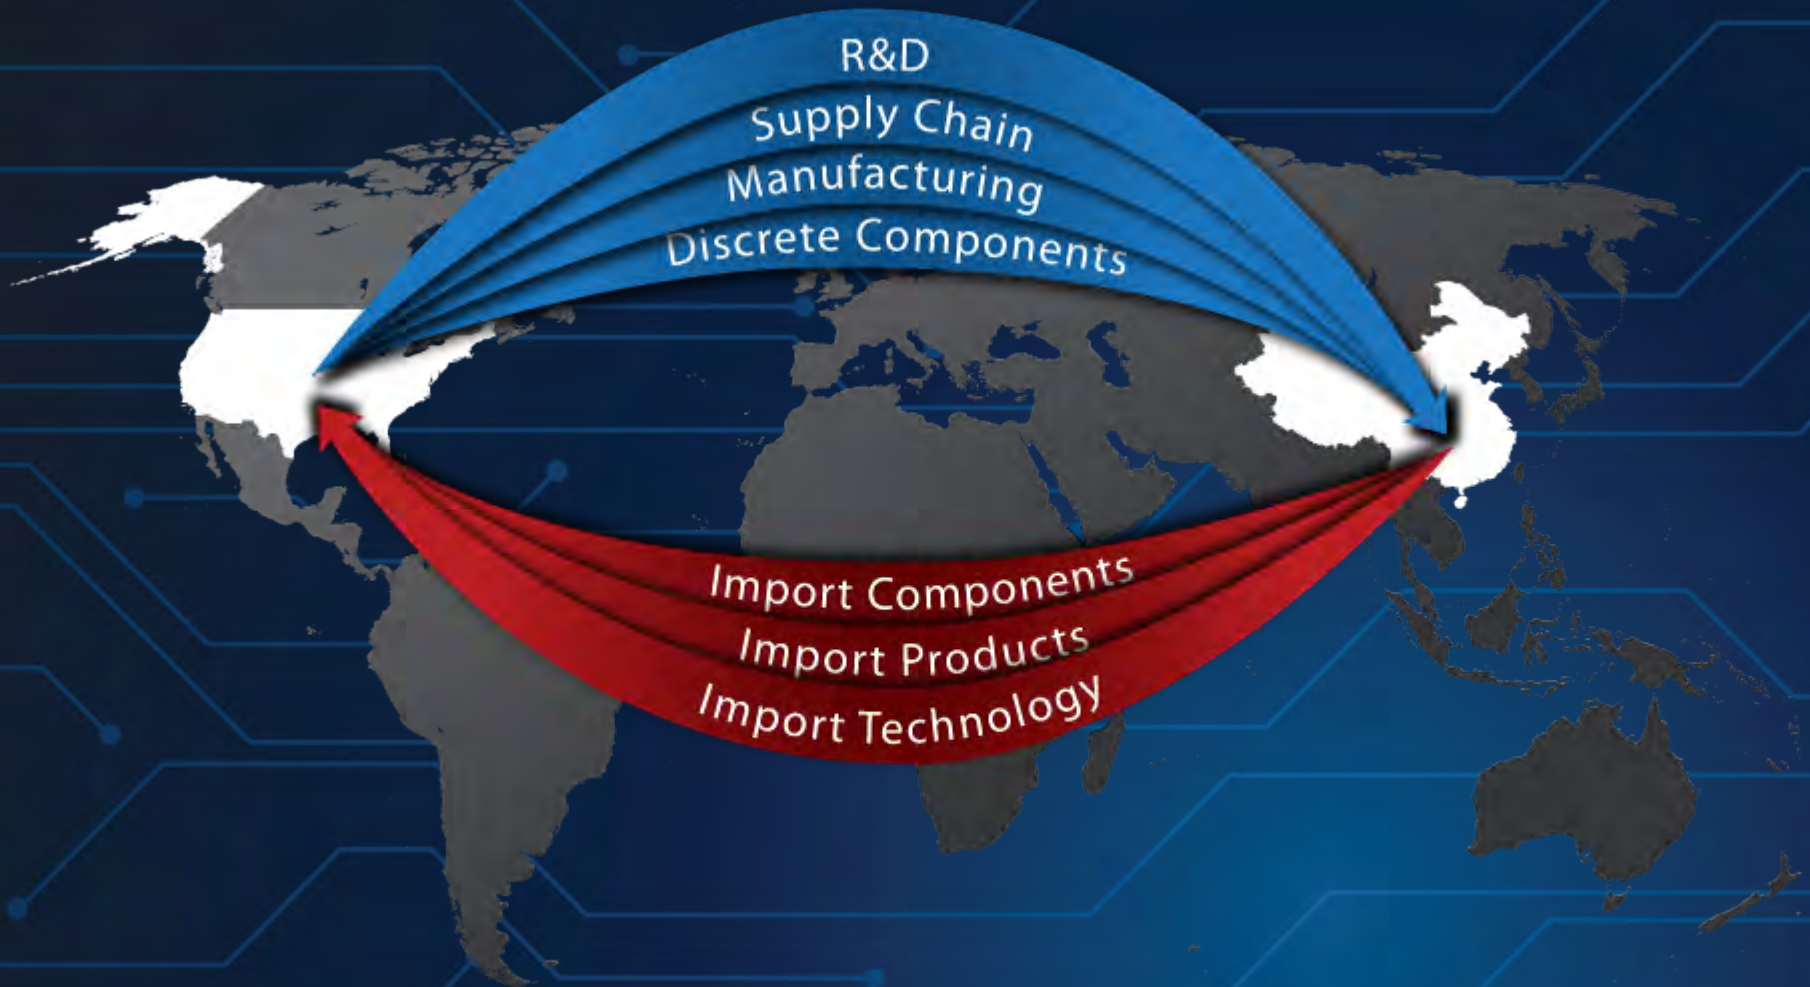 R&D
Supply Chain
Manufacturing
Discrete Components
Import Components
Import Products
Import Technology